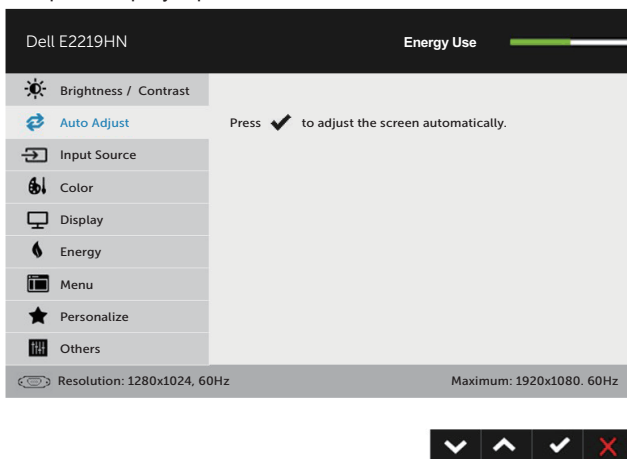 Dell E2219HN
Energy Use
Brightness / Contrast
Auto Adjust
Press ✔ to adjust the screen automatically.
Input Source
Color
Display
Energy
Menu
Personalize
Others
Resolution: 1280x1024, 60Hz
Maximum: 1920x1080. 60Hz